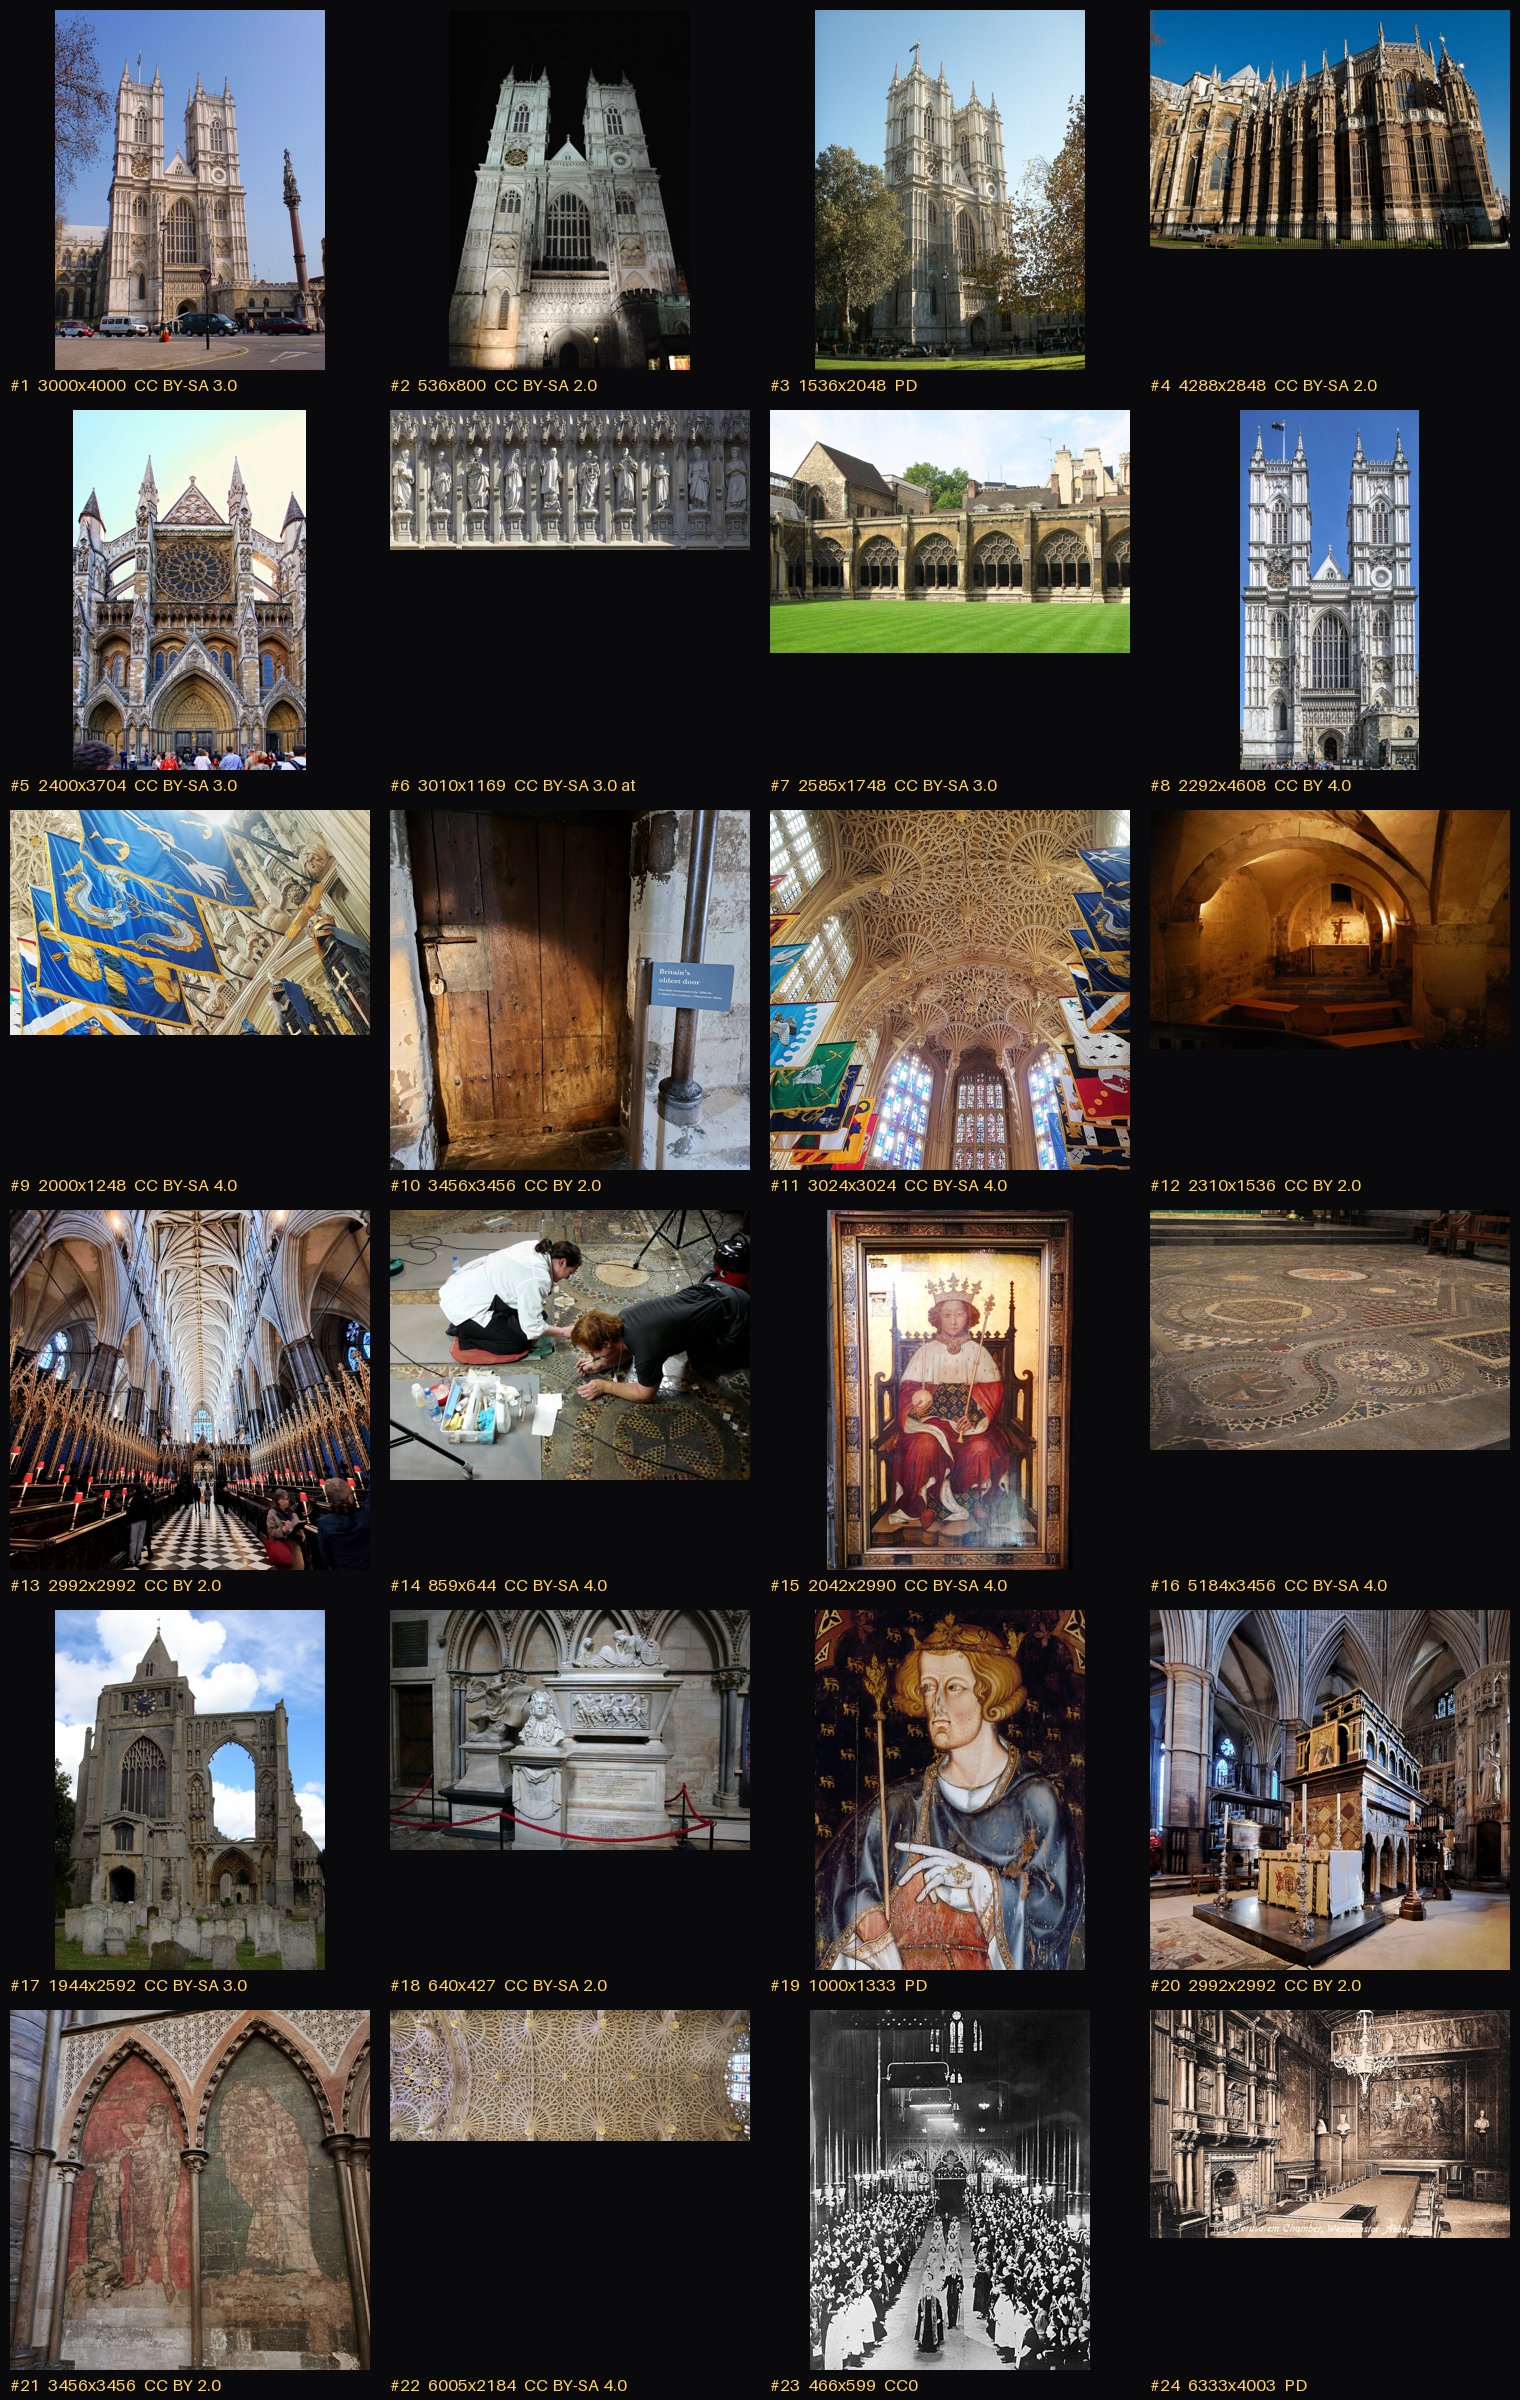 #1 3000x4000 CC BY-SA 3.0
#2 536x800 CC BY-SA 2.0
#3 1536x2048 PD
#4 4288x2848 CC BY-SA 2.0
#5 2400x3704 CC BY-SA 3.0
#6 3010x1169 CC BY-SA 3.0 at
#7 2585x1748 CC BY-SA 3.0
#8 2292x4608 CC BY 4.0
Britain's
oldest door
#9 2000x1248 CC BY-SA 4.0
#10 3456x3456 CC BY 2.0
#11 3024x3024 CC BY-SA 4.0
#12 2310x1536 CC BY 2.0
#13 2992x2992 CC BY 2.0
#14 859x644 CC BY-SA 4.0
#15 2042x2990 CC BY-SA 4.0
#16 5184x3456 CC BY-SA 4.0
#17 1944x2592 CC BY-SA 3.0
#18 640x427 CC BY-SA 2.0
#19 1000x1333 PD
#20 2992x2992 CC BY 2.0
Jerusalem Chamber, Westminster Abbey
#21 3456x3456 CC BY 2.0
#22 6005x2184 CC BY-SA 4.0
#23 466x599 CC0
#24 6333x4003 PD